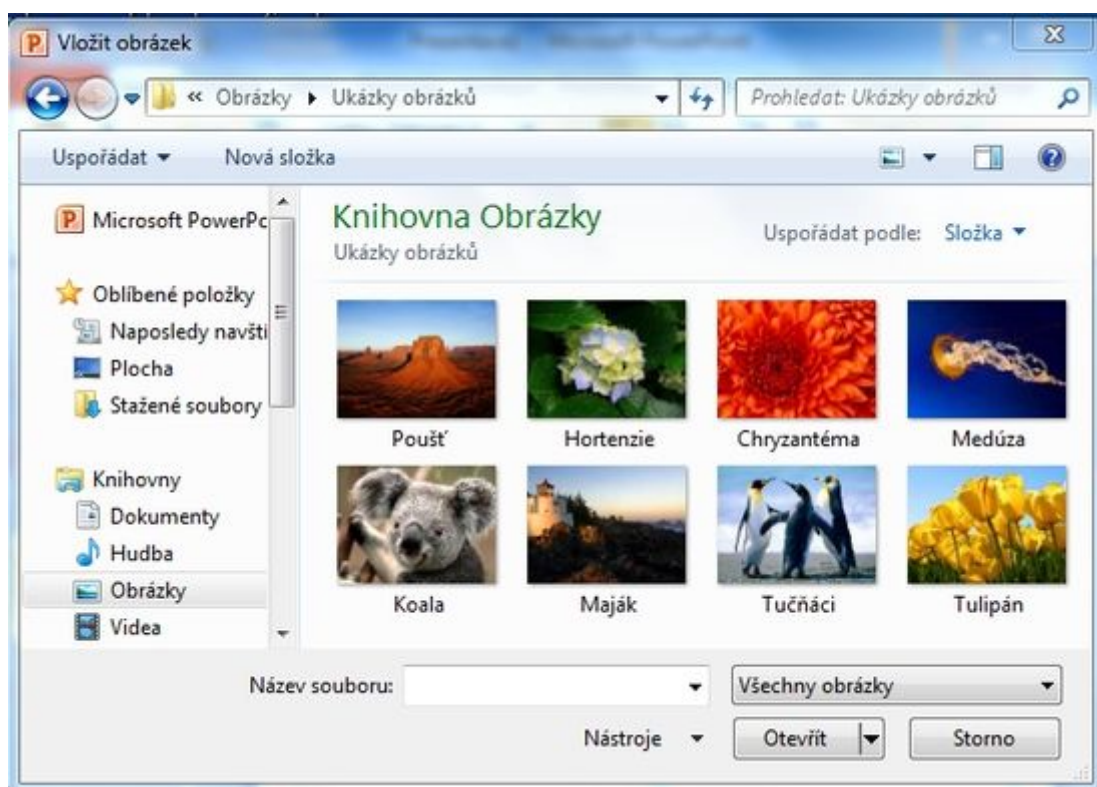 Vložit obrázek
« Obrázky ▸ Ukázky obrázků
Prohledat: Ukázky obrázků
Uspořádat
Nová složka
Microsoft PowerPo
Oblíbené položky
Naposledy navští
Plocha
Stažené soubory
Knihovny
Dokumenty
Hudba
Obrázky
Videa
Knihovna Obrázky
Ukázky obrázků
Uspořádat podle: Složka
Poušť
Hortenzie
Chryzantéma
Medúza
Koala
Maják
Tučňáci
Tulipán
Název souboru:
Všechny obrázky
Nástroje
Otevřít
Storno